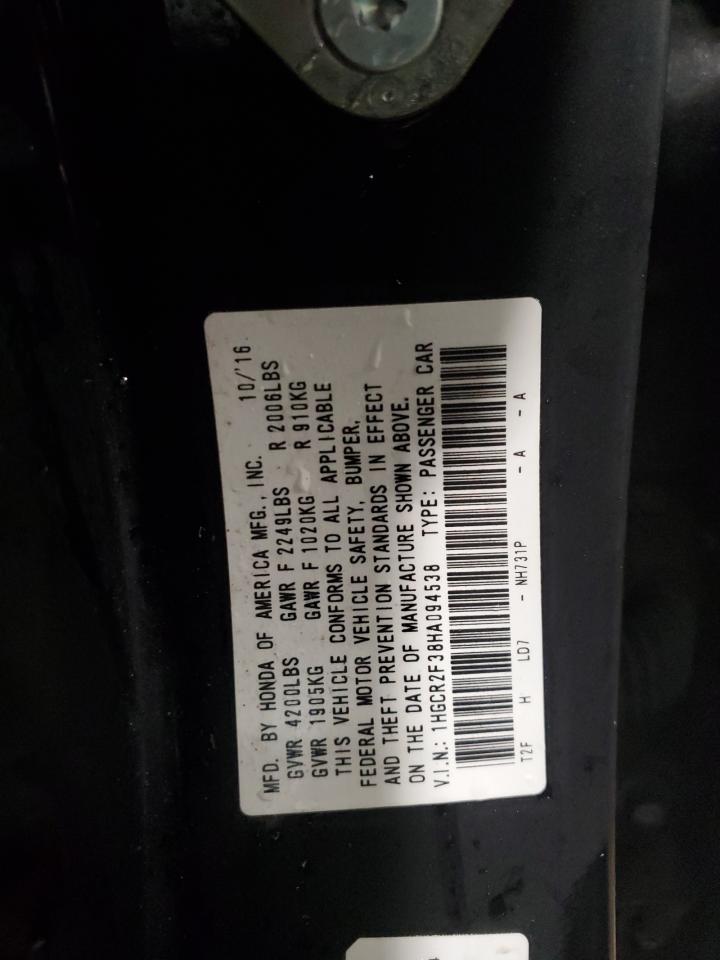 MFD. BY HONDA OF AMERICA MFG., INC. 10/'16
GVWR 4200LBS GAWR F 2249LBS R 2006LBS
GVWR 1905KG GAWR F 1020KG R 910KG
THIS VEHICLE CONFORMS TO ALL APPLICABLE
FEDERAL MOTOR VEHICLE SAFETY, BUMPER,
AND THEFT PREVENTION STANDARDS IN EFFECT
ON THE DATE OF MANUFACTURE SHOWN ABOVE.
V.I.N.: 1HGCR2F38HA094538 TYPE: PASSENGER CAR
T2F H LD7 - NH731P - A - A